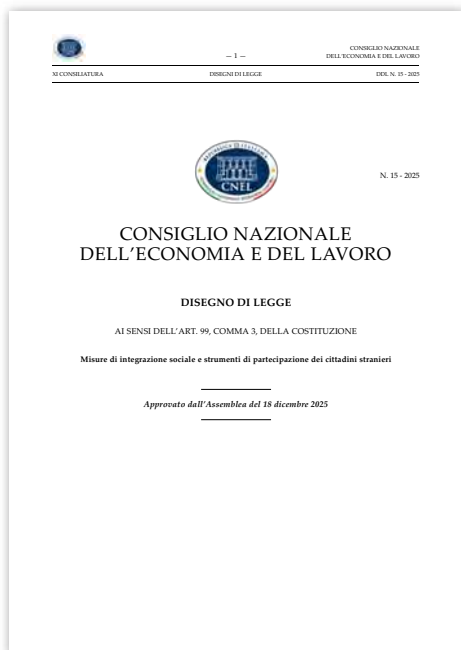 — 1 —
CONSIGLIO NAZIONALE
DELL'ECONOMIA E DEL LAVORO
XI CONSILIATURA DISEGNI DI LEGGE DDL N. 15 - 2025
REPUBBLICA ITALIANA
CNEL
N. 15 - 2025
CONSIGLIO NAZIONALE
DELL'ECONOMIA E DEL LAVORO
DISEGNO DI LEGGE
AI SENSI DELL'ART. 99, COMMA 3, DELLA COSTITUZIONE
Misure di integrazione sociale e strumenti di partecipazione dei cittadini stranieri
Approvato dall'Assemblea del 18 dicembre 2025